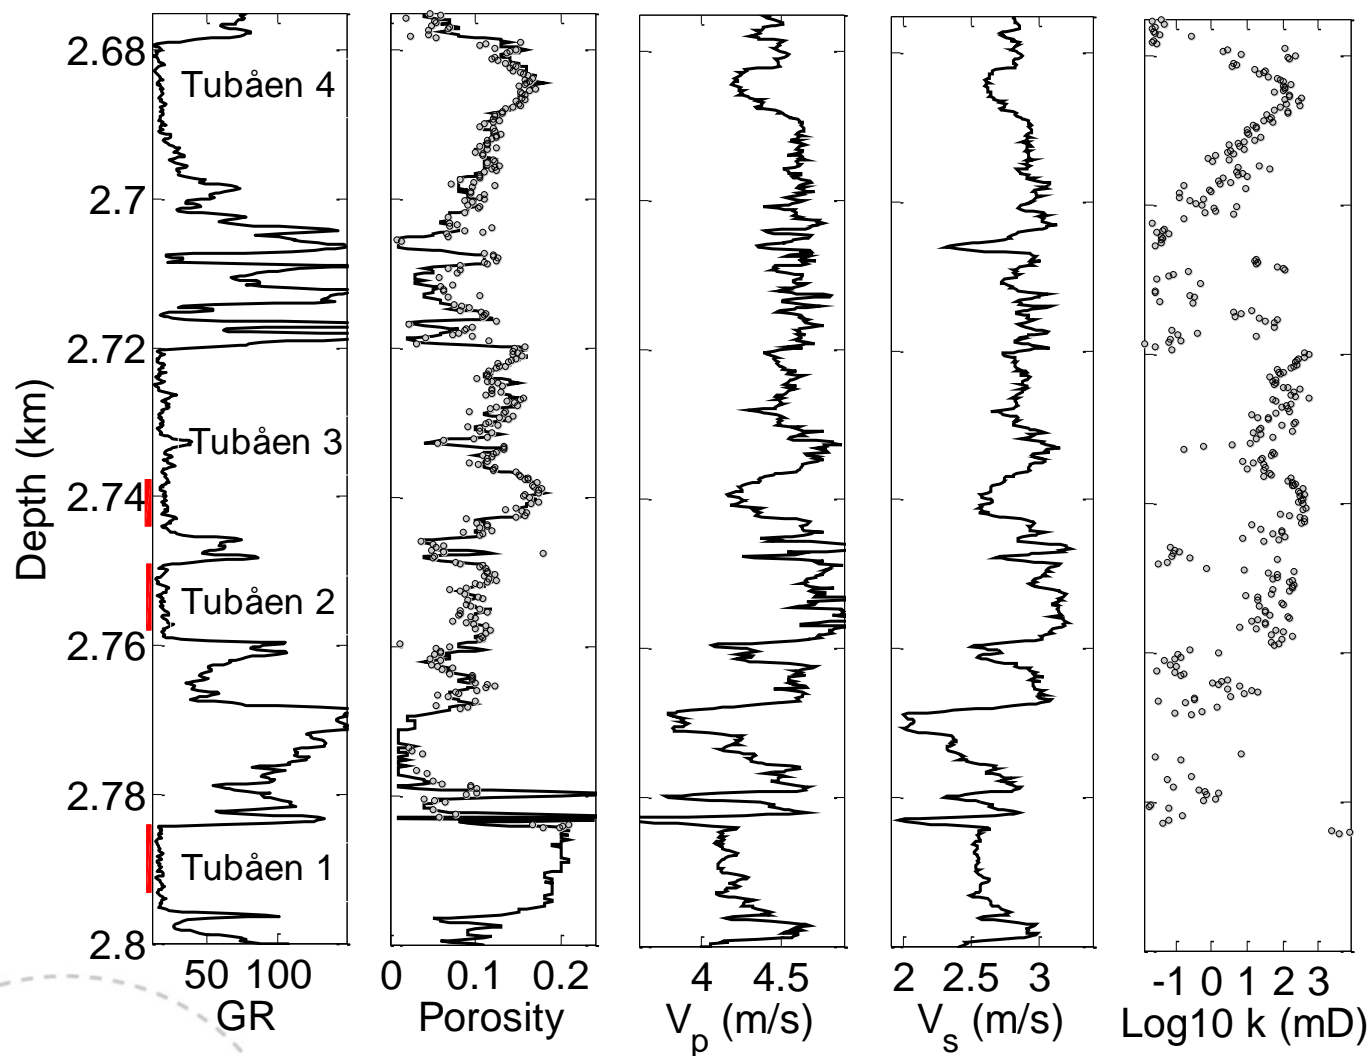 Depth (km)
2.68
2.7
2.72
2.74
2.76
2.78
2.8
Tubåen 4
Tubåen 3
Tubåen 2
Tubåen 1
50 100
GR
0 0.1 0.2
Porosity
4 4.5
Vp (m/s)
2 2.5 3
Vs (m/s)
-1 0 1 2 3
Log10 k (mD)